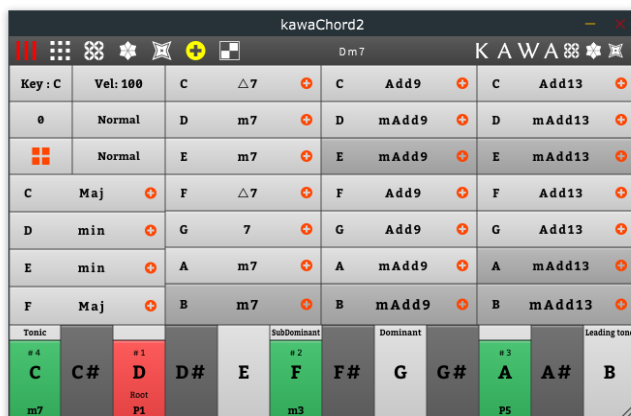 kawaChord2
Dm7 KAWA
Key : C Vel: 100 C △7 C Add9 C Add13
0 Normal D m7 D mAdd9 D mAdd13
Normal E m7 E mAdd9 E mAdd13
C Maj F △7 F Add9 F Add13
D min G 7 G Add9 G Add13
E min A m7 A mAdd9 A mAdd13
F Maj B m7 B mAdd9 B mAdd13
Tonic SubDominant Dominant Leading tone
#4 #1 #2 #3
C C# D D# E F F# G G# A A# B
Root
m7 P1 m3 P5